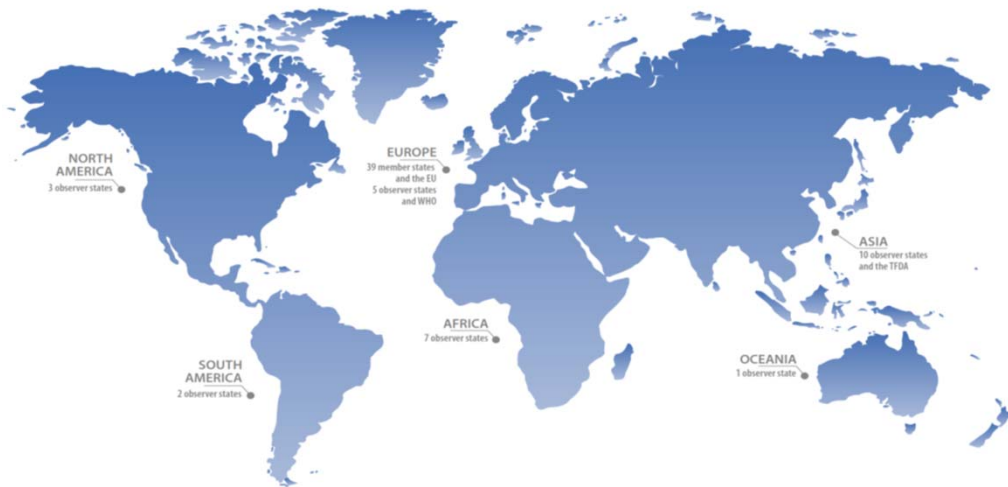 NORTH
AMERICA
3 observer states
EUROPE
39 member states
and the EU
5 observer states
and WHO
ASIA
10 observer states
and the TFDA
AFRICA
7 observer states
SOUTH
AMERICA
2 observer states
OCEANIA
1 observer state